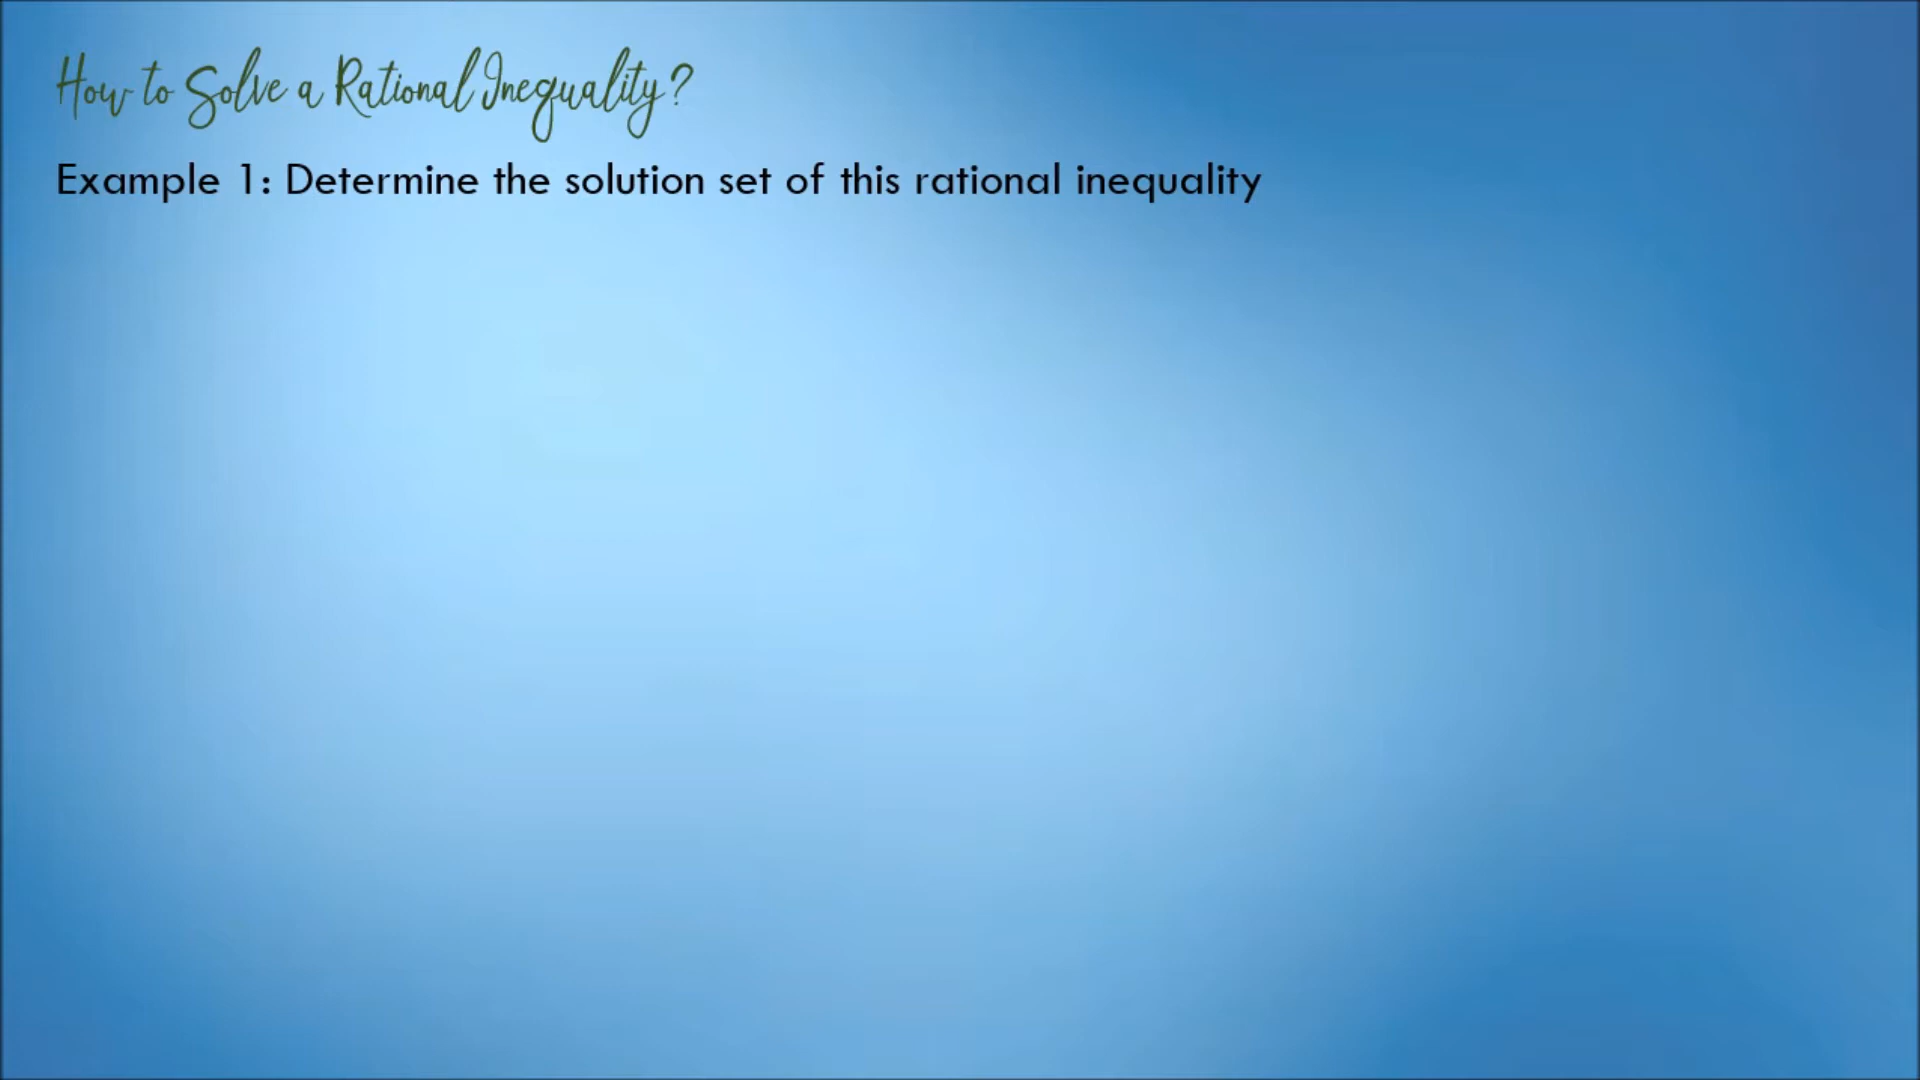 How to Solve a Rational Inequality?
Example 1: Determine the solution set of this rational inequality